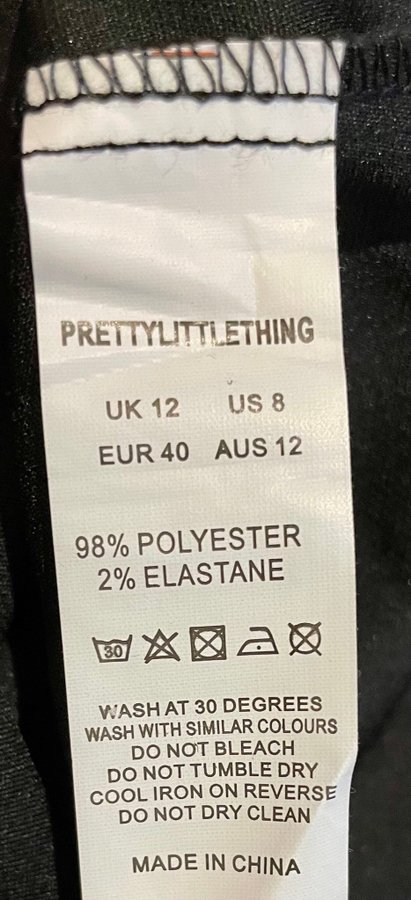 PRETTYLITTLETHING
UK 12 US 8
EUR 40 AUS 12
98% POLYESTER
2% ELASTANE
30
WASH AT 30 DEGREES
WASH WITH SIMILAR COLOURS
DO NOT BLEACH
DO NOT TUMBLE DRY
COOL IRON ON REVERSE
DO NOT DRY CLEAN
MADE IN CHINA